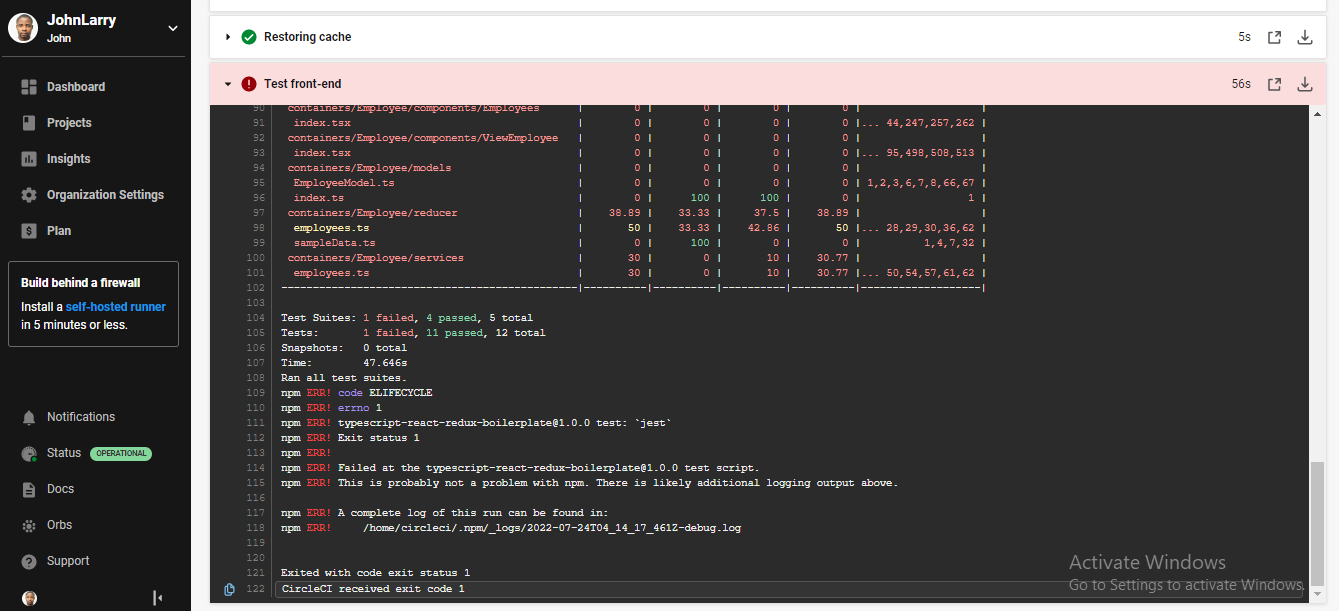 JohnLarry
John
Dashboard
Projects
Insights
Organization Settings
Plan
Build behind a firewall
Install a self-hosted runner
in 5 minutes or less.
Notifications
Status OPERATIONAL
Docs
Orbs
Support
Restoring cache 5s
Test front-end 56s
90 containers/Employee/components/Employees | 0 | 0 | 0 | 0 | |
91 index.tsx | 0 | 0 | 0 | 0 |... 44,247,257,262 |
92 containers/Employee/components/ViewEmployee | 0 | 0 | 0 | 0 | |
93 index.tsx | 0 | 0 | 0 | 0 |... 95,498,508,513 |
94 containers/Employee/models | 0 | 0 | 0 | 0 | |
95 EmployeeModel.ts | 0 | 0 | 0 | 0 | 1,2,3,6,7,8,66,67 |
96 index.ts | 0 | 100 | 100 | 0 | 1 |
97 containers/Employee/reducer | 38.89 | 33.33 | 37.5 | 38.89 | |
98 employees.ts | 50 | 33.33 | 42.86 | 50 |... 28,29,30,36,62 |
99 sampleData.ts | 0 | 100 | 0 | 0 | 1,4,7,32 |
100 containers/Employee/services | 30 | 0 | 10 | 30.77 | |
101 employees.ts | 30 | 0 | 10 | 30.77 |... 50,54,57,61,62 |
102 -----------------------------------------------|----------|----------|----------|----------|-------------------|
103
104 Test Suites: 1 failed, 4 passed, 5 total
105 Tests: 1 failed, 11 passed, 12 total
106 Snapshots: 0 total
107 Time: 47.646s
108 Ran all test suites.
109 npm ERR! code ELIFECYCLE
110 npm ERR! errno 1
111 npm ERR! typescript-react-redux-boilerplate@1.0.0 test: `jest`
112 npm ERR! Exit status 1
113 npm ERR!
114 npm ERR! Failed at the typescript-react-redux-boilerplate@1.0.0 test script.
115 npm ERR! This is probably not a problem with npm. There is likely additional logging output above.
116
117 npm ERR! A complete log of this run can be found in:
118 npm ERR! /home/circleci/.npm/_logs/2022-07-24T04_14_17_461Z-debug.log
119
120
121 Exited with code exit status 1
122 CircleCI received exit code 1
Activate Windows
Go to Settings to activate Windows.